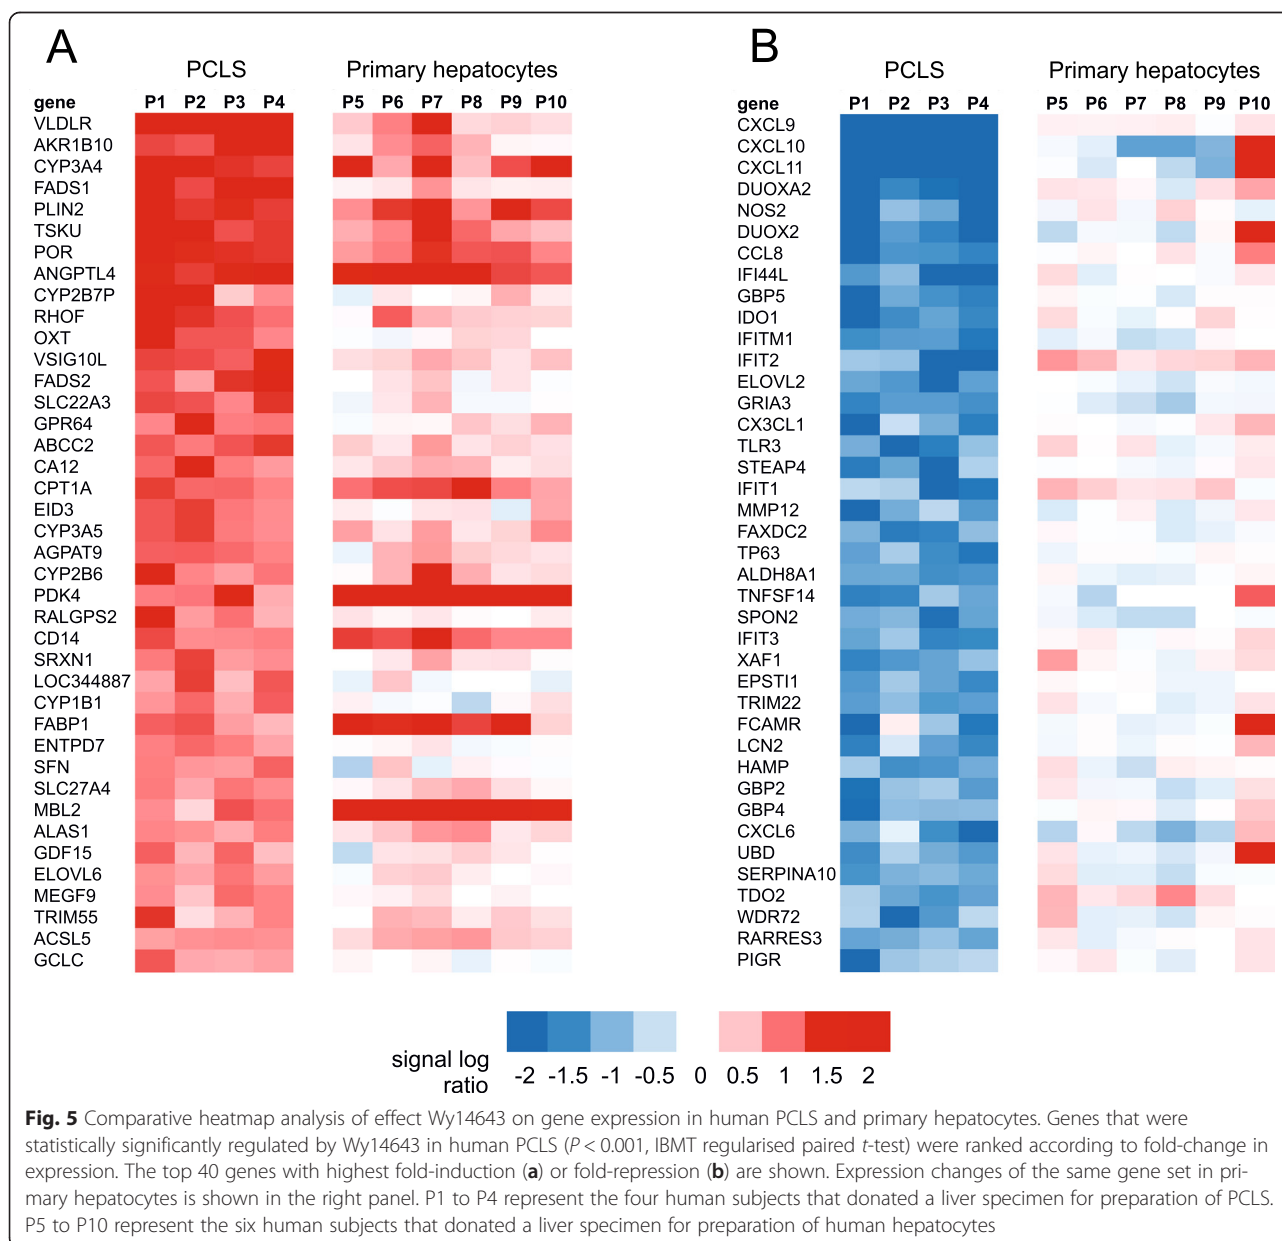 A
B
PCLS
Primary hepatocytes
PCLS
Primary hepatocytes
gene P1 P2 P3 P4 P5 P6 P7 P8 P9 P10
gene P1 P2 P3 P4 P5 P6 P7 P8 P9 P10
VLDLR
AKR1B10
CYP3A4
FADS1
PLIN2
TSKU
POR
ANGPTL4
CYP2B7P
RHOF
OXT
VSIG10L
FADS2
SLC22A3
GPR64
ABCC2
CA12
CPT1A
EID3
CYP3A5
AGPAT9
CYP2B6
PDK4
RALGPS2
CD14
SRXN1
LOC344887
CYP1B1
FABP1
ENTPD7
SFN
SLC27A4
MBL2
ALAS1
GDF15
ELOVL6
MEGF9
TRIM55
ACSL5
GCLC
CXCL9
CXCL10
CXCL11
DUOXA2
NOS2
DUOX2
CCL8
IFI44L
GBP5
IDO1
IFITM1
IFIT2
ELOVL2
GRIA3
CX3CL1
TLR3
STEAP4
IFIT1
MMP12
FAXDC2
TP63
ALDH8A1
TNFSF14
SPON2
IFIT3
XAF1
EPSTI1
TRIM22
FCAMR
LCN2
HAMP
GBP2
GBP4
CXCL6
UBD
SERPINA10
TDO2
WDR72
RARRES3
PIGR
signal log
ratio
-2 -1.5 -1 -0.5 0 0.5 1 1.5 2
Fig. 5 Comparative heatmap analysis of effect Wy14643 on gene expression in human PCLS and primary hepatocytes. Genes that were
statistically significantly regulated by Wy14643 in human PCLS (P < 0.001, IBMT regularised paired t-test) were ranked according to fold-change in
expression. The top 40 genes with highest fold-induction (a) or fold-repression (b) are shown. Expression changes of the same gene set in pri-
mary hepatocytes is shown in the right panel. P1 to P4 represent the four human subjects that donated a liver specimen for preparation of PCLS.
P5 to P10 represent the six human subjects that donated a liver specimen for preparation of human hepatocytes